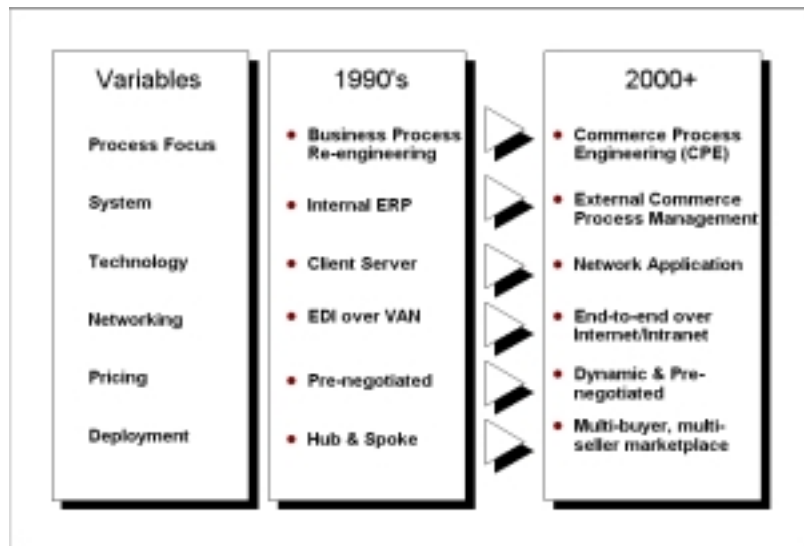 Variables
Process Focus
System
Technology
Networking
Pricing
Deployment
1990's
Business Process
Re-engineering
Internal ERP
Client Server
EDI over VAN
Pre-negotiated
Hub & Spoke
2000+
Commerce Process
Engineering (CPE)
External Commerce
Process Management
Network Application
End-to-end over
Internet/Intranet
Dynamic & Pre-
negotiated
Multi-buyer, multi-
seller marketplace